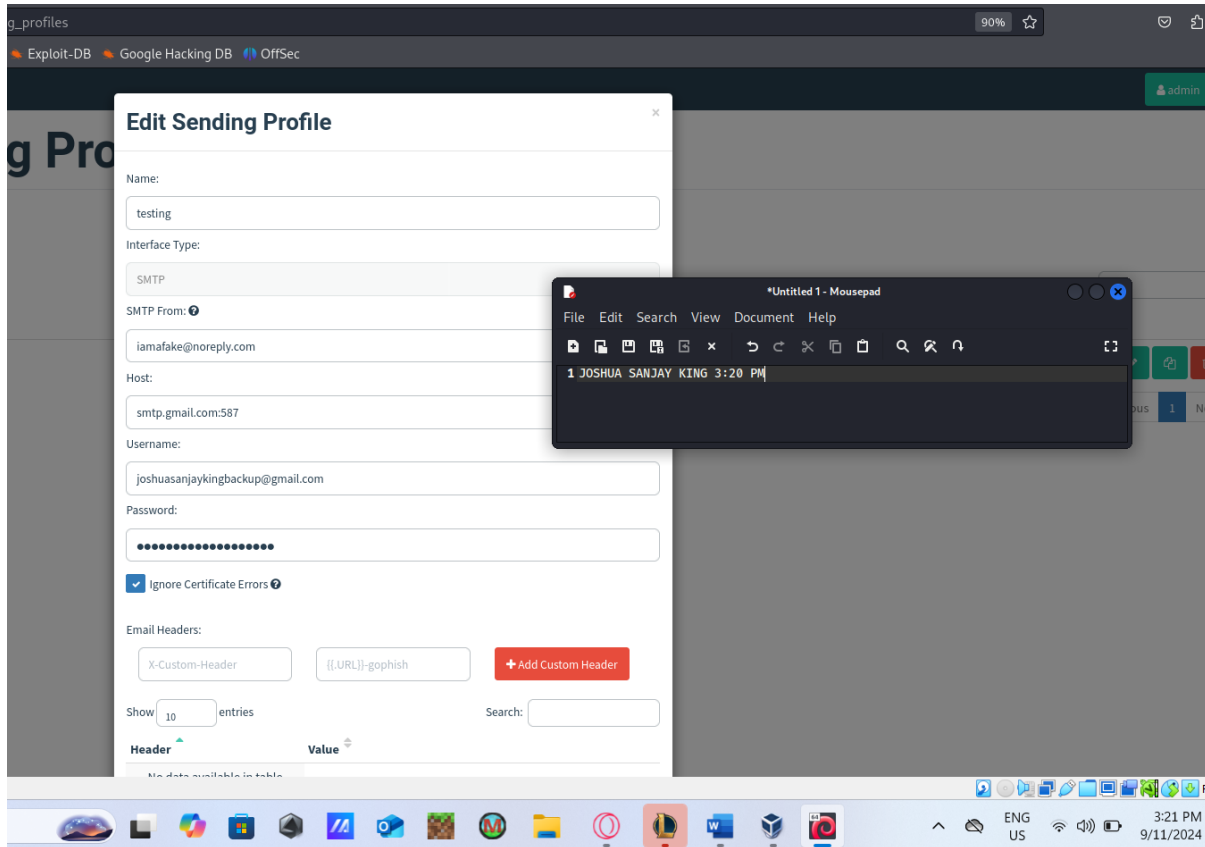 g_profiles
90%
Exploit-DB Google Hacking DB OffSec
admin
g Pro
Edit Sending Profile ×
Name:
testing
Interface Type:
SMTP
SMTP From:
iamafake@noreply.com
Host:
smtp.gmail.com:587
Username:
joshuasanjaykingbackup@gmail.com
Password:
Ignore Certificate Errors
Email Headers:
X-Custom-Header {{.URL}}-gophish + Add Custom Header
Show 10 entries Search:
Header Value
No data available in table
*Untitled 1 - Mousepad
File Edit Search View Document Help
1 JOSHUA SANJAY KING 3:20 PM
ous 1 N
ENG
US
3:21 PM
9/11/2024